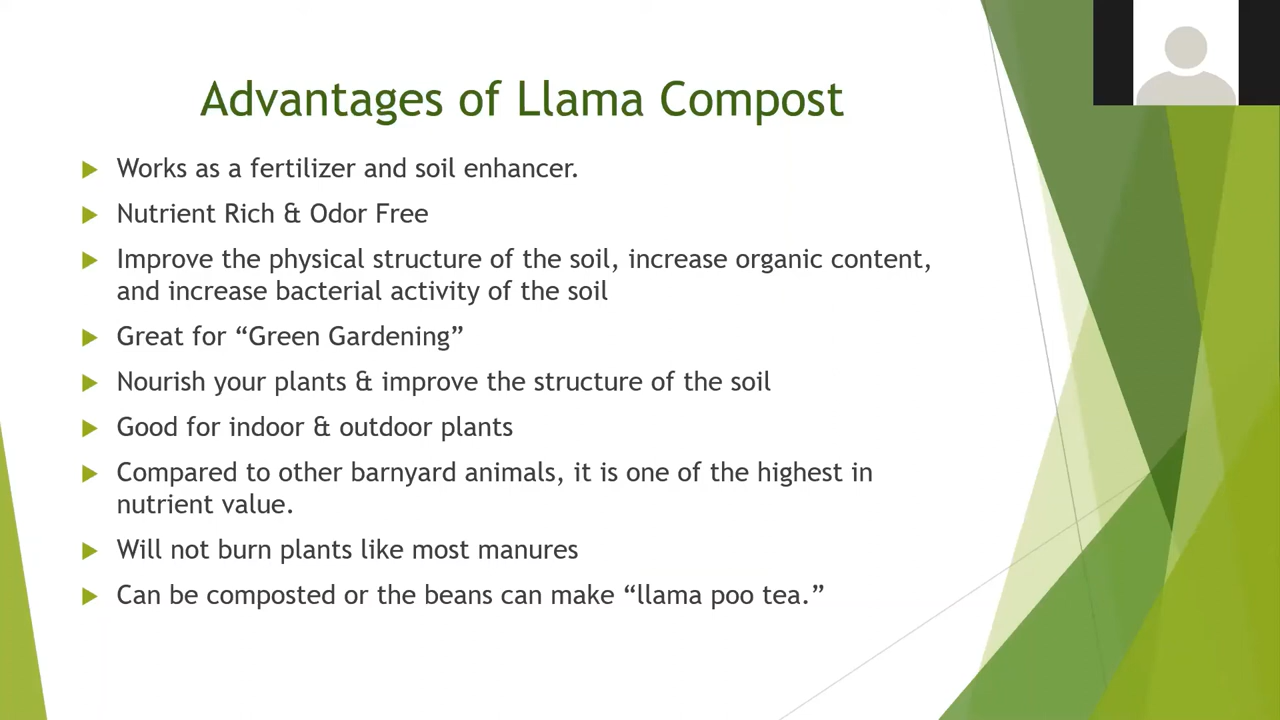 Advantages of Llama Compost
Works as a fertilizer and soil enhancer.
Nutrient Rich & Odor Free
Improve the physical structure of the soil, increase organic content,
and increase bacterial activity of the soil
Great for “Green Gardening”
Nourish your plants & improve the structure of the soil
Good for indoor & outdoor plants
Compared to other barnyard animals, it is one of the highest in
nutrient value.
Will not burn plants like most manures
Can be composted or the beans can make “llama poo tea.”